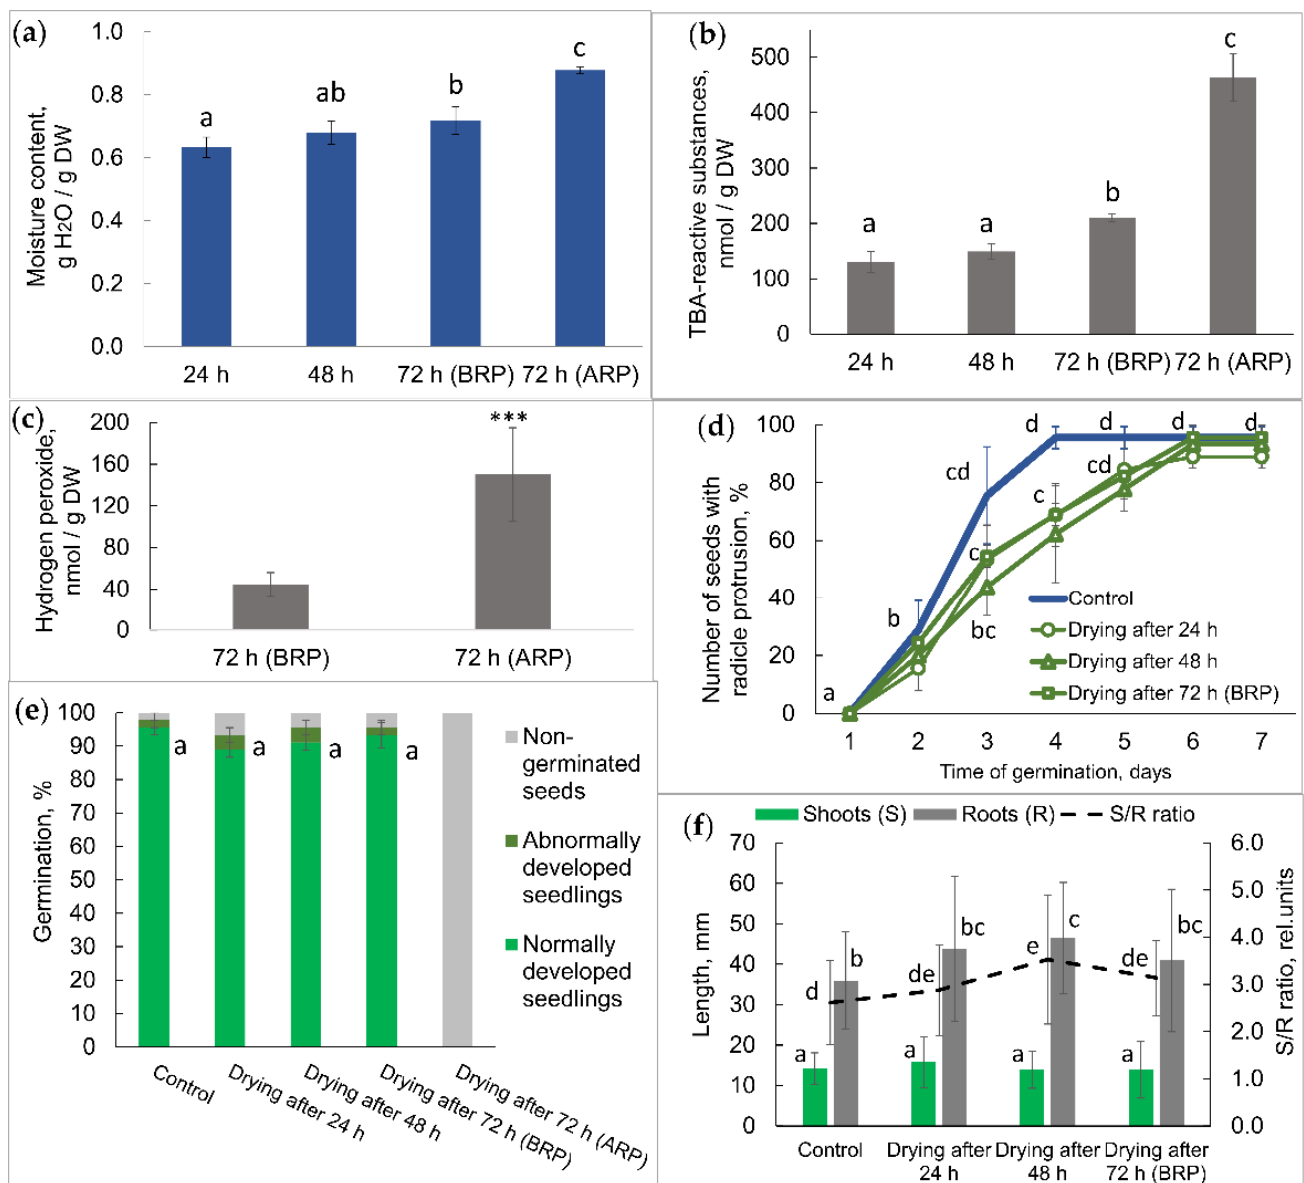 (a)
Moisture content,
g H2O / g DW
1.0
0.8
0.6
0.4
0.2
0.0
a
ab
b
c
24 h
48 h
72 h (BRP)
72 h (ARP)
(b)
TBA-reactive substances,
nmol / g DW
500
400
300
200
100
0
a
a
b
c
24 h
48 h
72 h (BRP)
72 h (ARP)
(c)
Hydrogen peroxide,
nmol / g DW
200
160
120
80
40
0
***
72 h (BRP)
72 h (ARP)
(d)
Number of seeds with
radicle protrusion, %
100
80
60
40
20
0
a
b
cd
c
bc
d
c
d
cd
d
d
Control
Drying after 24 h
Drying after 48 h
Drying after 72 h (BRP)
1
2
3
4
5
6
7
Time of germination, days
(e)
Germination, %
100
90
80
70
60
50
40
30
20
10
0
a
a
a
a
Non-
germinated
seeds
Abnormally
developed
seedlings
Normally
developed
seedlings
Control
Drying after 24 h
Drying after 48 h
Drying after 72 h (BRP)
Drying after 72 h (ARP)
(f)
Shoots (S)
Roots (R)
S/R ratio
Length, mm
70
60
50
40
30
20
10
0
6.0
5.0
4.0
3.0
2.0
1.0
0.0
S/R ratio, rel.units
a
d
b
a
de
bc
a
e
c
a
de
bc
Control
Drying after
24 h
Drying after
48 h
Drying after
72 h (BRP)